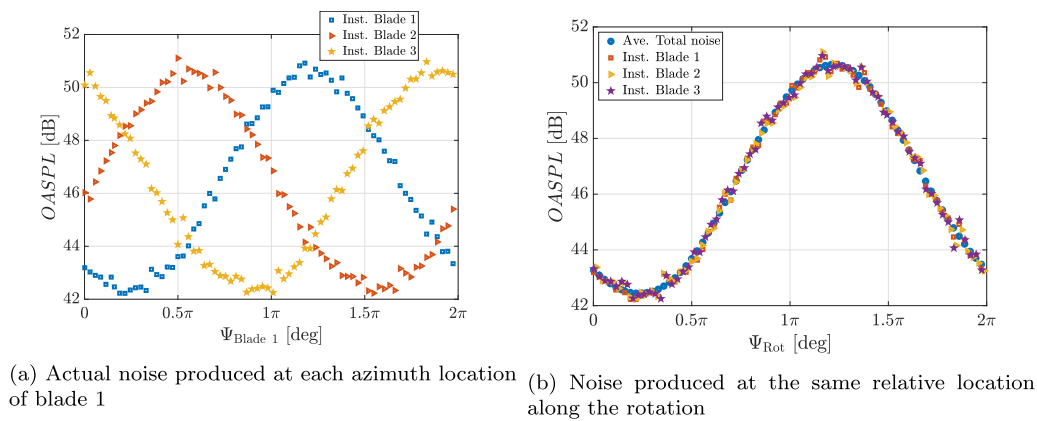 Inst. Blade 1
Inst. Blade 2
Inst. Blade 3
52
50
48
46
44
42
OASPL [dB]
0
0.5π
1π
1.5π
2π
Ψ_Blade 1 [deg]
(a) Actual noise produced at each azimuth location
of blade 1
Ave. Total noise
Inst. Blade 1
Inst. Blade 2
Inst. Blade 3
52
50
48
46
44
42
OASPL [dB]
0
0.5π
1π
1.5π
2π
Ψ_Rot [deg]
(b) Noise produced at the same relative location
along the rotation